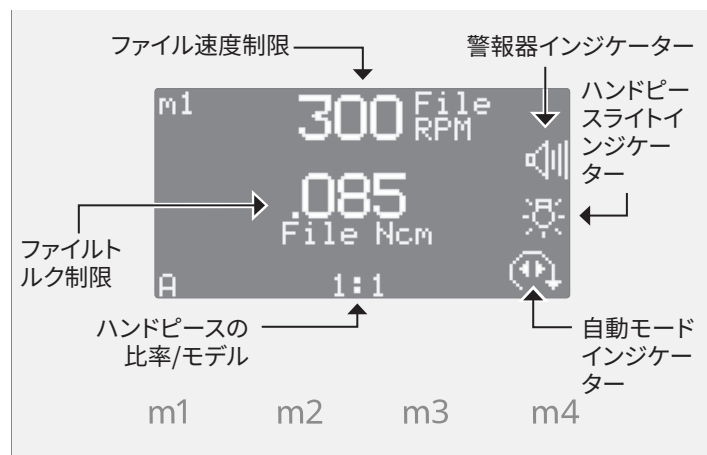 ファイル速度制限
警報器インジケーター
m1
300
File
RPM
ハンドピー
スライトイ
ンジケー
ター
.085
File Ncm
ファイルト
ルク制限
A
1:1
ハンドピースの
比率/モデル
自動モード
インジケー
ター
m1 m2 m3 m4